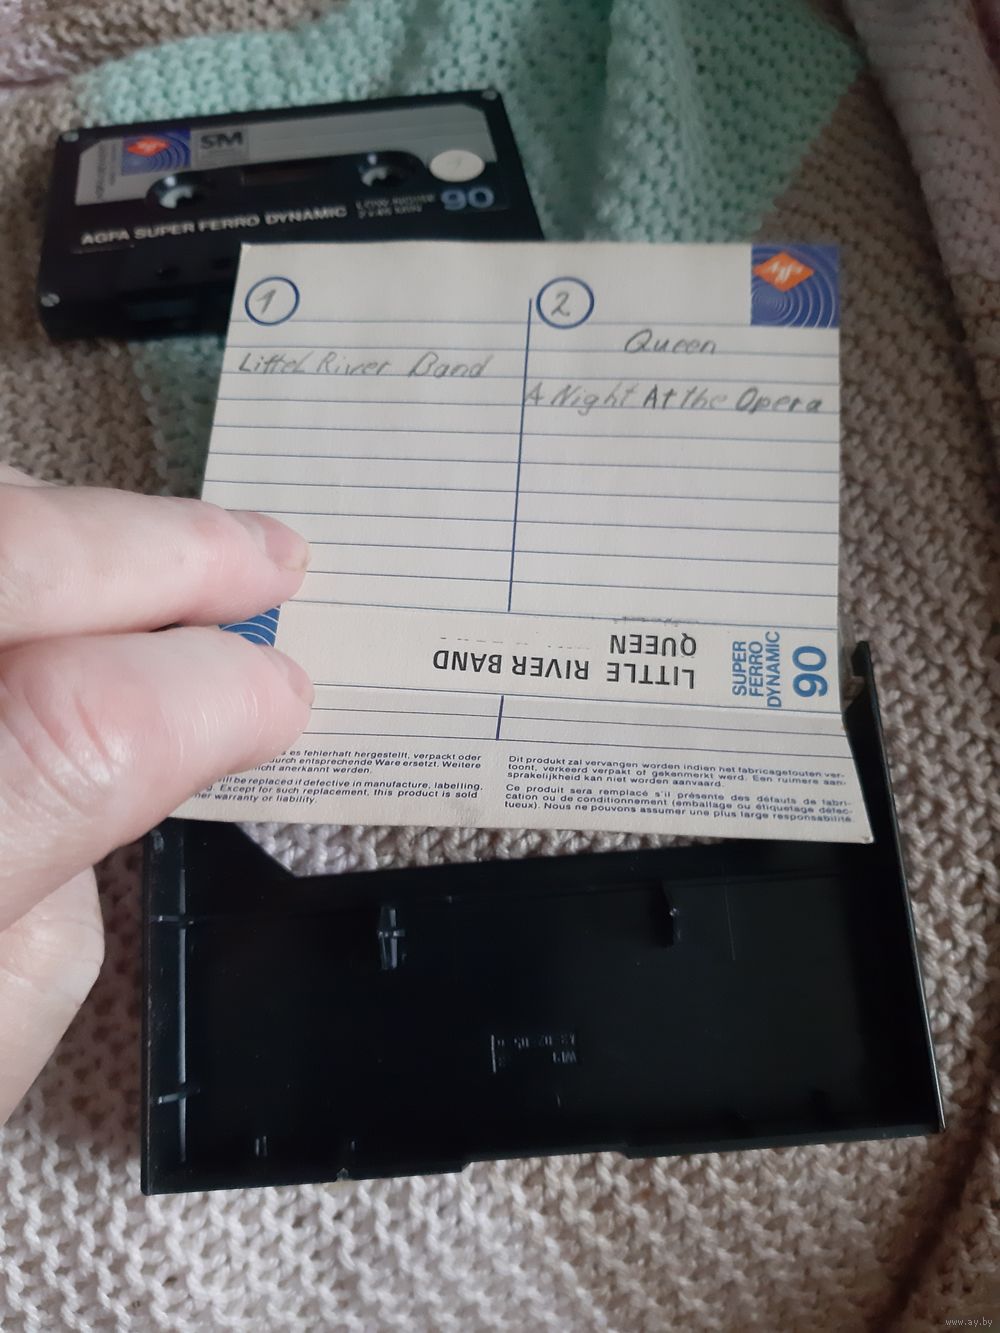 SM
90
AGFA SUPER FERRO DYNAMIC
LOW NOISE
1
2
Littel River Band
Queen
A Night At the Opera
QUEEN
LITTLE RIVER BAND
SUPER
FERRO
DYNAMIC
90
es fehlerhaft hergestellt, verpackt oder
durch entsprechende Ware ersetzt. Weitere
nicht anerkannt werden.
will be replaced if defective in manufacture, labelling,
Except for such replacement, this product is sold
warranty or liability.
Dit produkt zal vervangen worden indien het fabricagefouten ver-
toont, verkeerd verpakt of gekenmerkt werd. Een ruimere aan-
sprakelijkheid kan niet worden aanvaard.
Ce produit sera remplacé s'il présente des défauts de fabri-
cation ou de conditionnement (emballage ou étiquetage défec-
tueux). Nous ne pouvons assumer une plus large responsabilité.
www.ay.by